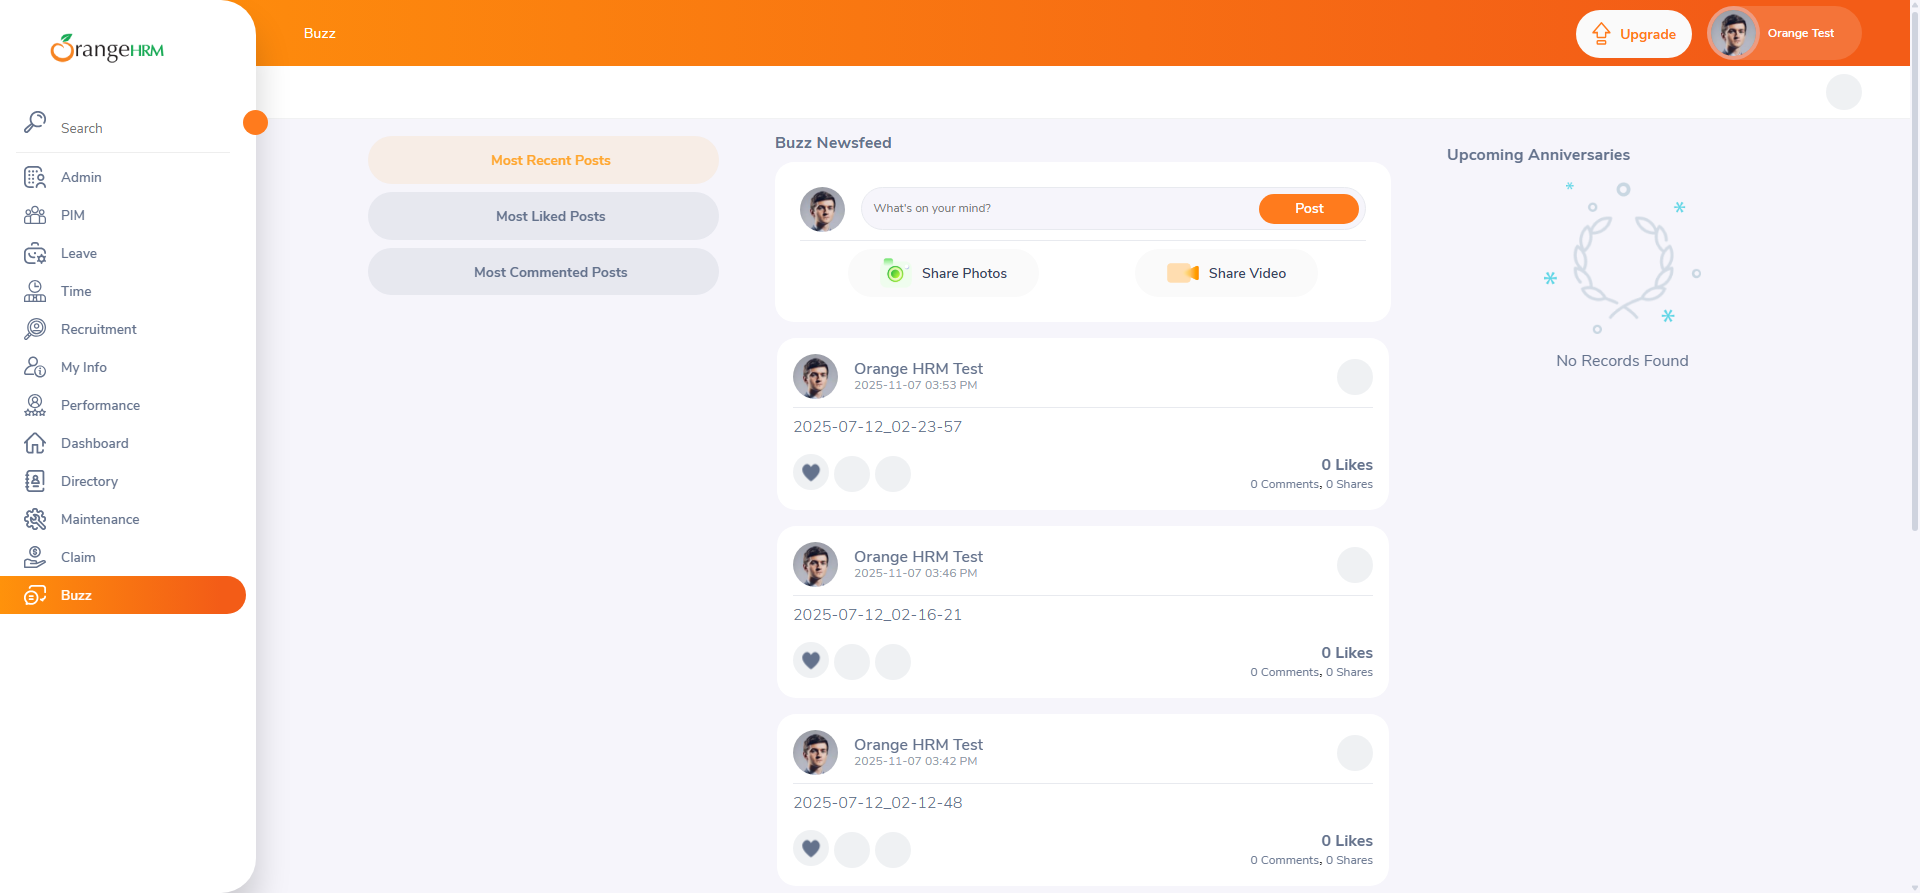 OrangeHRM
Search
Admin
PIM
Leave
Time
Recruitment
My Info
Performance
Dashboard
Directory
Maintenance
Claim
Buzz
Buzz
Upgrade
Orange Test
Most Recent Posts
Most Liked Posts
Most Commented Posts
Buzz Newsfeed
What's on your mind?
Post
Share Photos
Share Video
Orange HRM Test
2025-11-07 03:53 PM
2025-07-12_02-23-57
0 Likes
0 Comments, 0 Shares
Orange HRM Test
2025-11-07 03:46 PM
2025-07-12_02-16-21
0 Likes
0 Comments, 0 Shares
Orange HRM Test
2025-11-07 03:42 PM
2025-07-12_02-12-48
0 Likes
0 Comments, 0 Shares
Upcoming Anniversaries
No Records Found